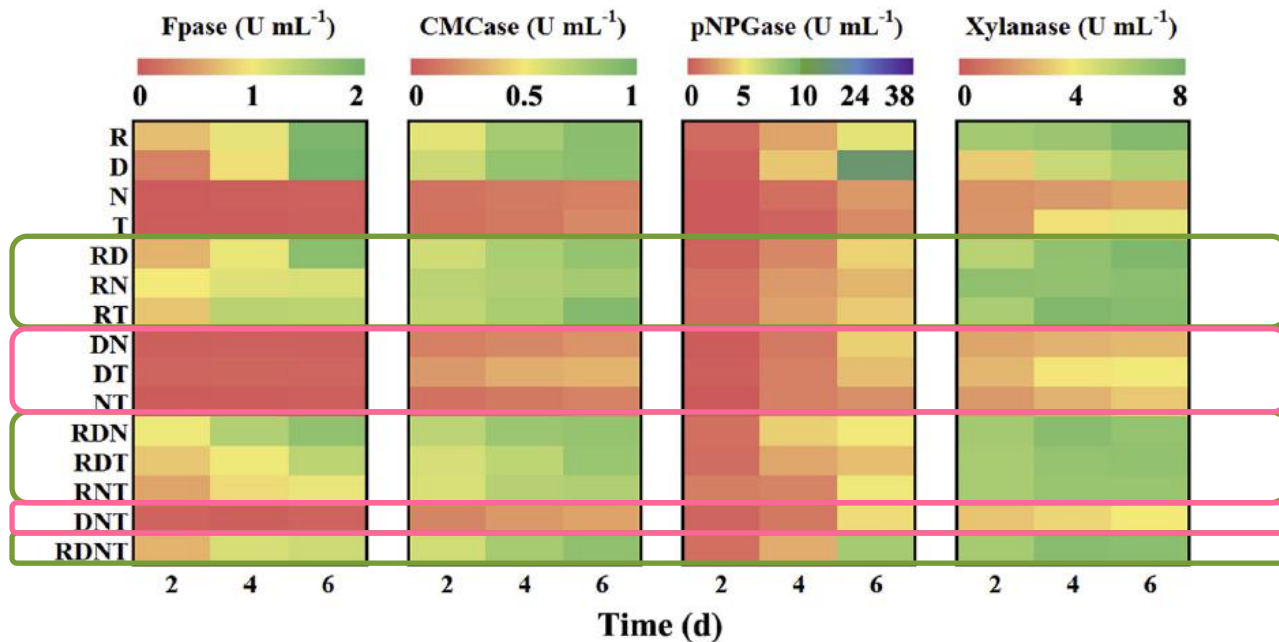 Fpase (U mL⁻¹) CMCase (U mL⁻¹) pNPGase (U mL⁻¹) Xylanase (U mL⁻¹)
0 1 2 0 0.5 1 0 5 10 24 38 0 4 8
R
D
N
T
RD
RN
RT
DN
DT
NT
RDN
RDT
RNT
DNT
RDNT
2 4 6 2 4 6 2 4 6 2 4 6
Time (d)